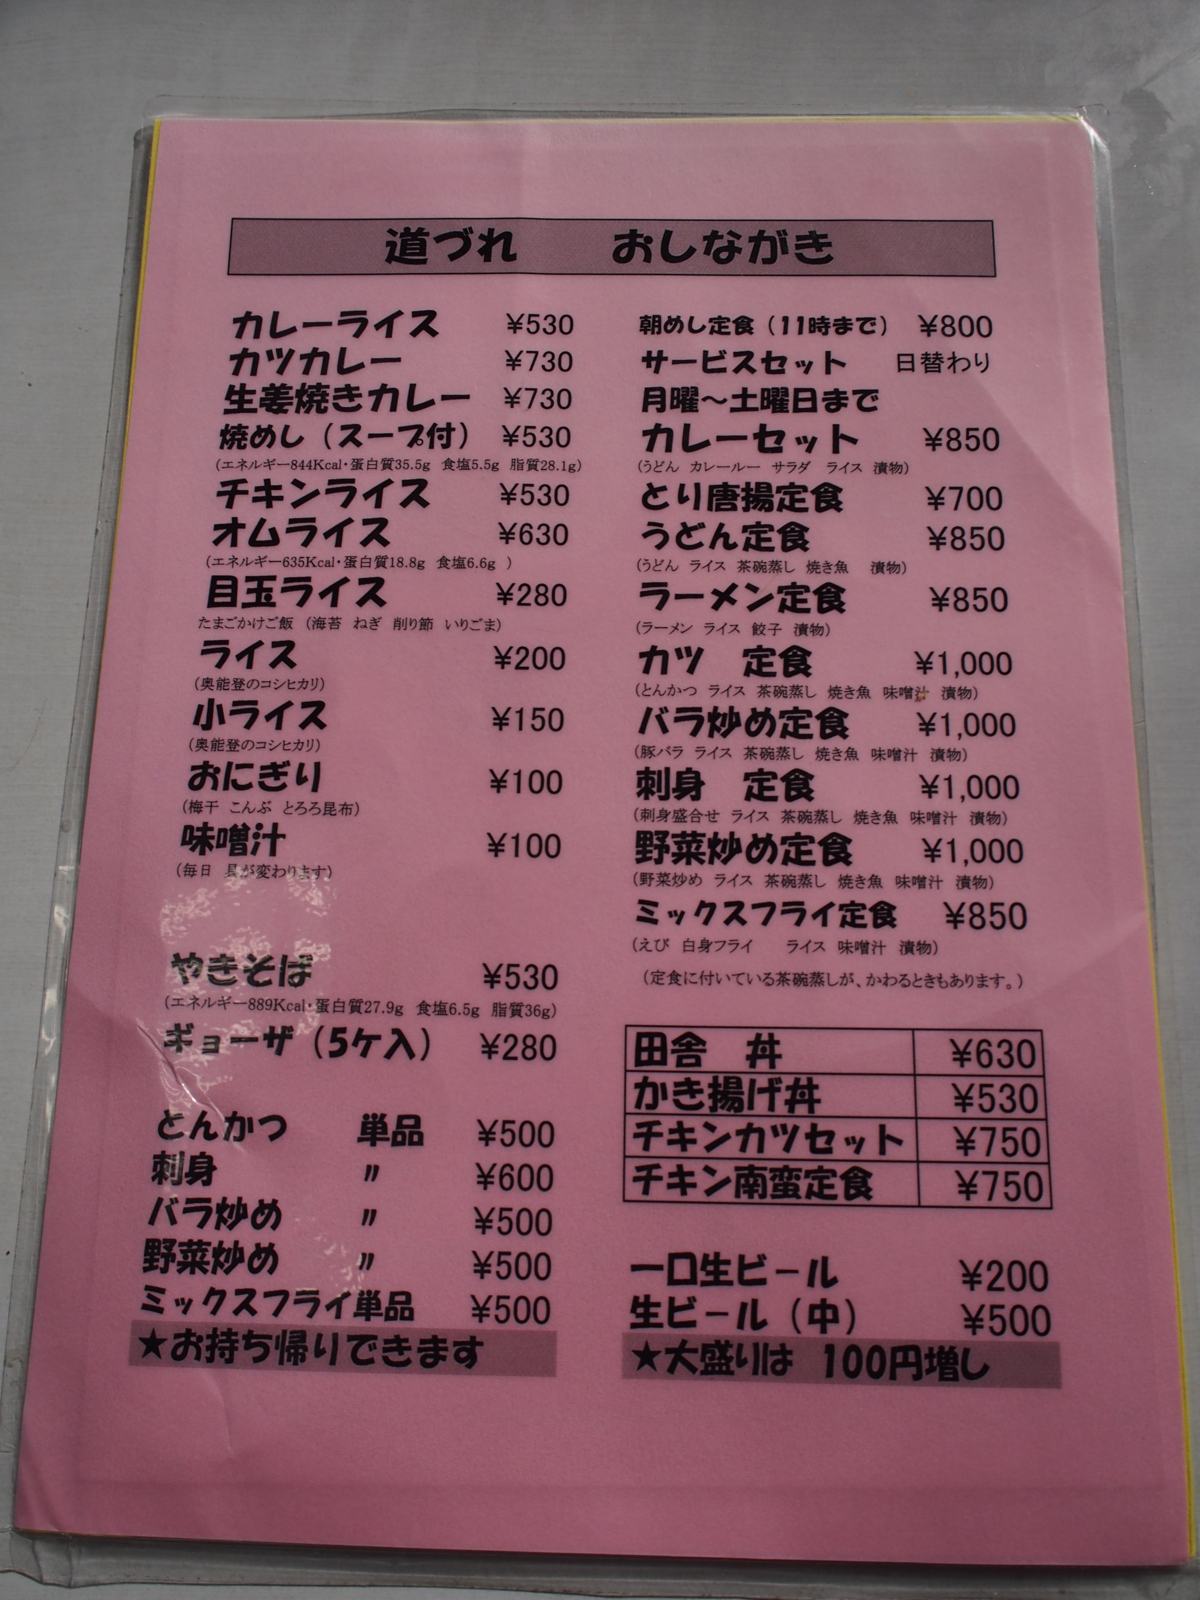 道づれ　おしながき
カレーライス ¥530
カツカレー ¥730
生姜焼きカレー ¥730
焼めし（スープ付） ¥530
（エネルギー844Kcal・蛋白質35.5g 食塩5.5g 脂質28.1g）
チキンライス ¥530
オムライス ¥630
（エネルギー635Kcal・蛋白質18.8g 食塩6.6g ）
目玉ライス ¥280
たまごかけご飯 （海苔 ねぎ 削り節 いりごま）
ライス ¥200
（奥能登のコシヒカリ）
小ライス ¥150
（奥能登のコシヒカリ）
おにぎり ¥100
（梅干 こんぶ とろろ昆布）
味噌汁 ¥100
（毎日 具が変わります）
やきそば ¥530
（エネルギー889Kcal・蛋白質27.9g 食塩6.5g 脂質36g）
ギョーザ（5ケ入） ¥280
とんかつ 単品 ¥500
刺身 〃 ¥600
バラ炒め 〃 ¥500
野菜炒め 〃 ¥500
ミックスフライ単品 ¥500
★お持ち帰りできます
朝めし定食（11時まで） ¥800
サービスセット 日替わり
月曜～土曜日まで
カレーセット ¥850
（うどん カレールー サラダ ライス 漬物）
とり唐揚定食 ¥700
うどん定食 ¥850
（うどん ライス 茶碗蒸し 焼き魚 漬物）
ラーメン定食 ¥850
（ラーメン ライス 餃子 漬物）
カツ 定食 ¥1,000
（とんかつ ライス 茶碗蒸し 焼き魚 味噌汁 漬物）
バラ炒め定食 ¥1,000
（豚バラ ライス 茶碗蒸し 焼き魚 味噌汁 漬物）
刺身 定食 ¥1,000
（刺身盛合せ ライス 茶碗蒸し 焼き魚 味噌汁 漬物）
野菜炒め定食 ¥1,000
（野菜炒め ライス 茶碗蒸し 焼き魚 味噌汁 漬物）
ミックスフライ定食 ¥850
（えび 白身フライ ライス 味噌汁 漬物）
（定食に付いている茶碗蒸しが、かわるときもあります。）
田舎 丼 ¥630
かき揚げ丼 ¥530
チキンカツセット ¥750
チキン南蛮定食 ¥750
一口生ビール ¥200
生ビール（中） ¥500
★大盛りは 100円増し